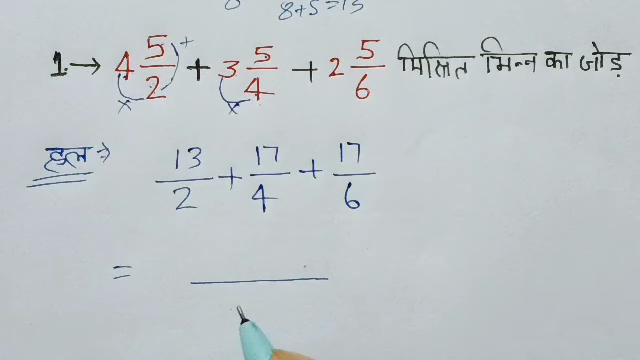 8+5=13
1.→ 4 5/2 + 3 5/4 + 2 5/6 मिश्रित भिन्न का जोड़
हल→ 13/2 + 17/4 + 17/6
=